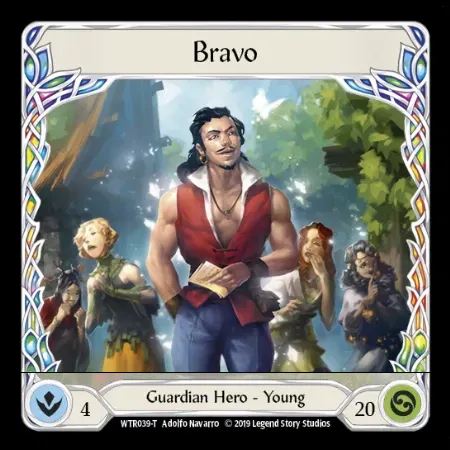 Bravo
Guardian Hero - Young
4
20
WTR039-T Adolfo Navarro © 2019 Legend Story Studios